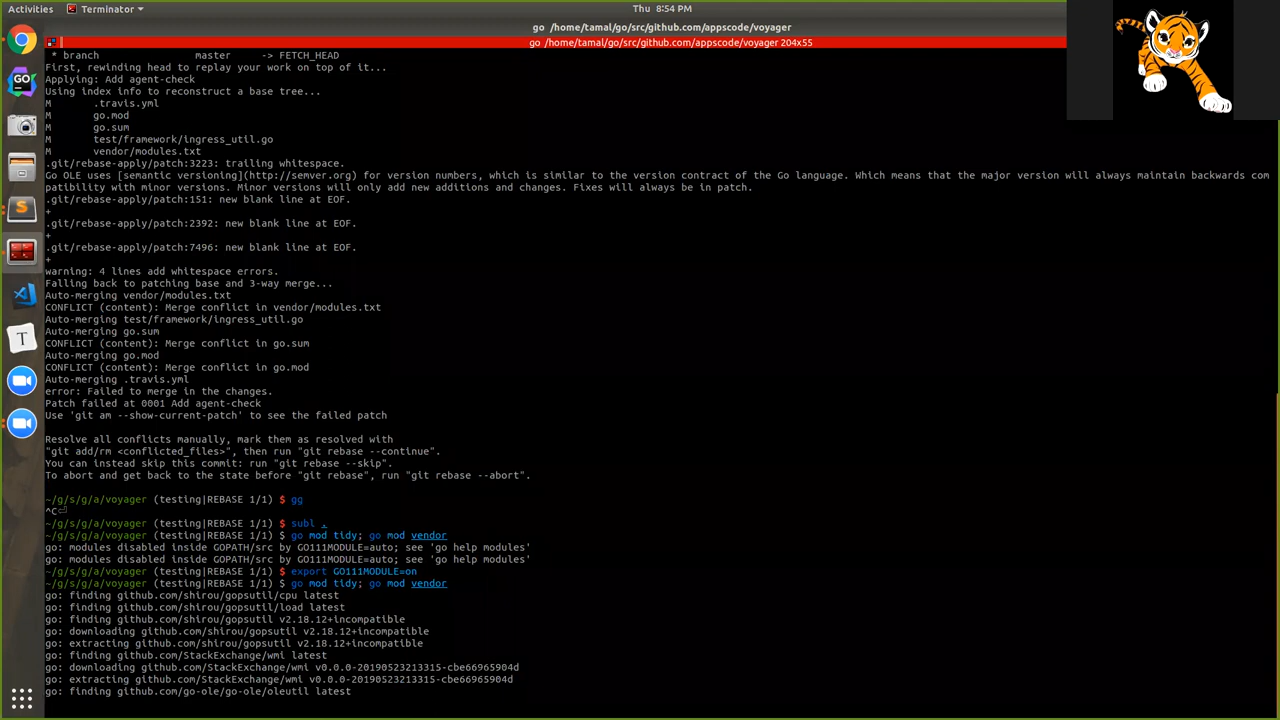 Activities
Terminator
Thu 8:54 PM
go /home/tamal/go/src/github.com/appscode/voyager
go /home/tamal/go/src/github.com/appscode/voyager 204x55
* branch master -> FETCH_HEAD
First, rewinding head to replay your work on top of it...
Applying: Add agent-check
Using index info to reconstruct a base tree...
M .travis.yml
M go.mod
M go.sum
M test/framework/ingress_util.go
M vendor/modules.txt
.git/rebase-apply/patch:3223: trailing whitespace.
Go OLE uses [semantic versioning](http://semver.org) for version numbers, which is similar to the version contract of the Go language. Which means that the major version will always maintain backwards com
patibility with minor versions. Minor versions will only add new additions and changes. Fixes will always be in patch.
.git/rebase-apply/patch:151: new blank line at EOF.
+
.git/rebase-apply/patch:2392: new blank line at EOF.
+
.git/rebase-apply/patch:7496: new blank line at EOF.
+
warning: 4 lines add whitespace errors.
Falling back to patching base and 3-way merge...
Auto-merging vendor/modules.txt
CONFLICT (content): Merge conflict in vendor/modules.txt
Auto-merging test/framework/ingress_util.go
Auto-merging go.sum
CONFLICT (content): Merge conflict in go.sum
Auto-merging go.mod
CONFLICT (content): Merge conflict in go.mod
Auto-merging .travis.yml
error: Failed to merge in the changes.
Patch failed at 0001 Add agent-check
Use 'git am --show-current-patch' to see the failed patch
Resolve all conflicts manually, mark them as resolved with
"git add/rm <conflicted_files>", then run "git rebase --continue".
You can instead skip this commit: run "git rebase --skip".
To abort and get back to the state before "git rebase", run "git rebase --abort".
~/g/s/g/a/voyager (testing|REBASE 1/1) $ gg
^C⏎
~/g/s/g/a/voyager (testing|REBASE 1/1) $ subl .
~/g/s/g/a/voyager (testing|REBASE 1/1) $ go mod tidy; go mod vendor
go: modules disabled inside GOPATH/src by GO111MODULE=auto; see 'go help modules'
go: modules disabled inside GOPATH/src by GO111MODULE=auto; see 'go help modules'
~/g/s/g/a/voyager (testing|REBASE 1/1) $ export GO111MODULE=on
~/g/s/g/a/voyager (testing|REBASE 1/1) $ go mod tidy; go mod vendor
go: finding github.com/shirou/gopsutil/cpu latest
go: finding github.com/shirou/gopsutil/load latest
go: finding github.com/shirou/gopsutil v2.18.12+incompatible
go: downloading github.com/shirou/gopsutil v2.18.12+incompatible
go: extracting github.com/shirou/gopsutil v2.18.12+incompatible
go: finding github.com/StackExchange/wmi latest
go: downloading github.com/StackExchange/wmi v0.0.0-20190523213315-cbe66965904d
go: extracting github.com/StackExchange/wmi v0.0.0-20190523213315-cbe66965904d
go: finding github.com/go-ole/go-ole/oleutil latest
GO
S
T